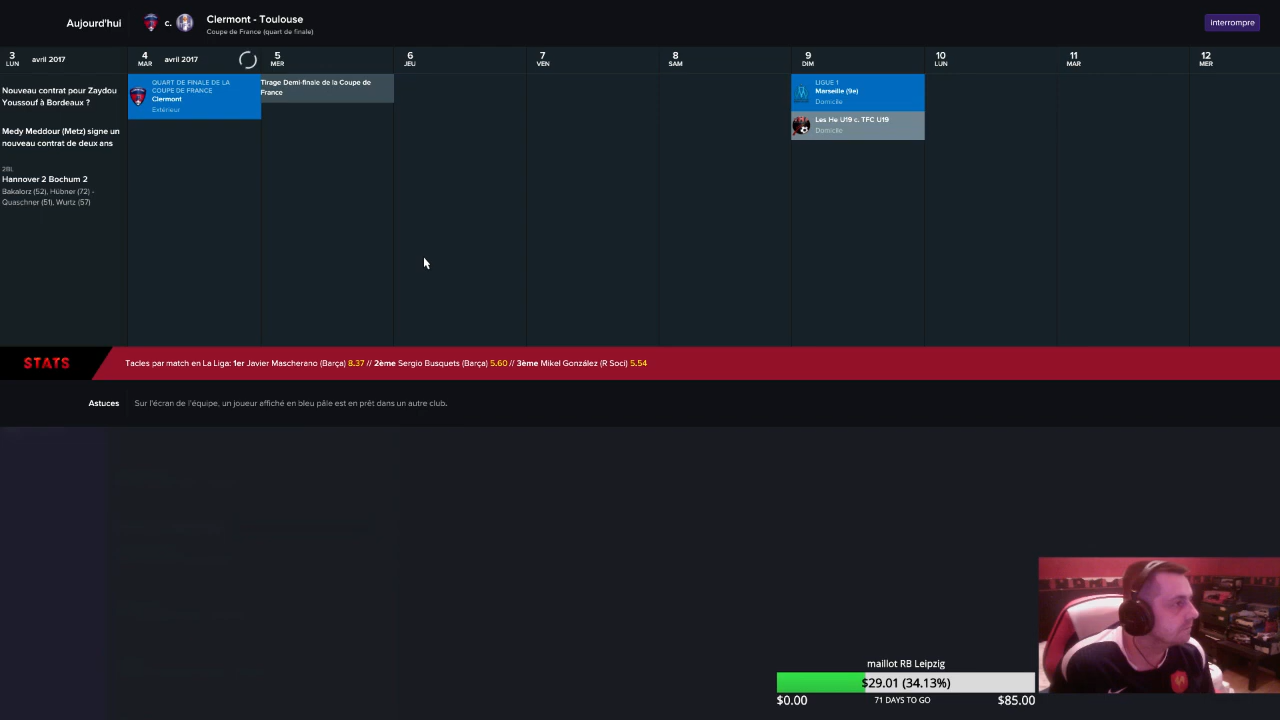 Aujourd'hui
c.
Clermont - Toulouse
Coupe de France (quart de finale)
Interrompre
3
LUN
avril 2017
4
MAR
avril 2017
5
MER
6
JEU
7
VEN
8
SAM
9
DIM
10
LUN
11
MAR
12
MER
Nouveau contrat pour Zaydou
Youssouf à Bordeaux ?
Medy Meddour (Metz) signe un
nouveau contrat de deux ans
2BL
Hannover 2 Bochum 2
Bakalorz (52), Hübner (72) -
Quaschner (51), Wurtz (57)
QUART DE FINALE DE LA
COUPE DE FRANCE
Clermont
Extérieur
Tirage Demi-finale de la Coupe de
France
LIGUE 1
Marseille (9e)
Domicile
Les He U19 c. TFC U19
Domicile
STATS
Tacles par match en La Liga: 1er Javier Mascherano (Barça) 8.37 // 2ème Sergio Busquets (Barça) 5.60 // 3ème Mikel González (R Soci) 5.54
Astuces
Sur l'écran de l'équipe, un joueur affiché en bleu pâle est en prêt dans un autre club.
maillot RB Leipzig
$29.01 (34.13%)
$0.00
71 DAYS TO GO
$85.00